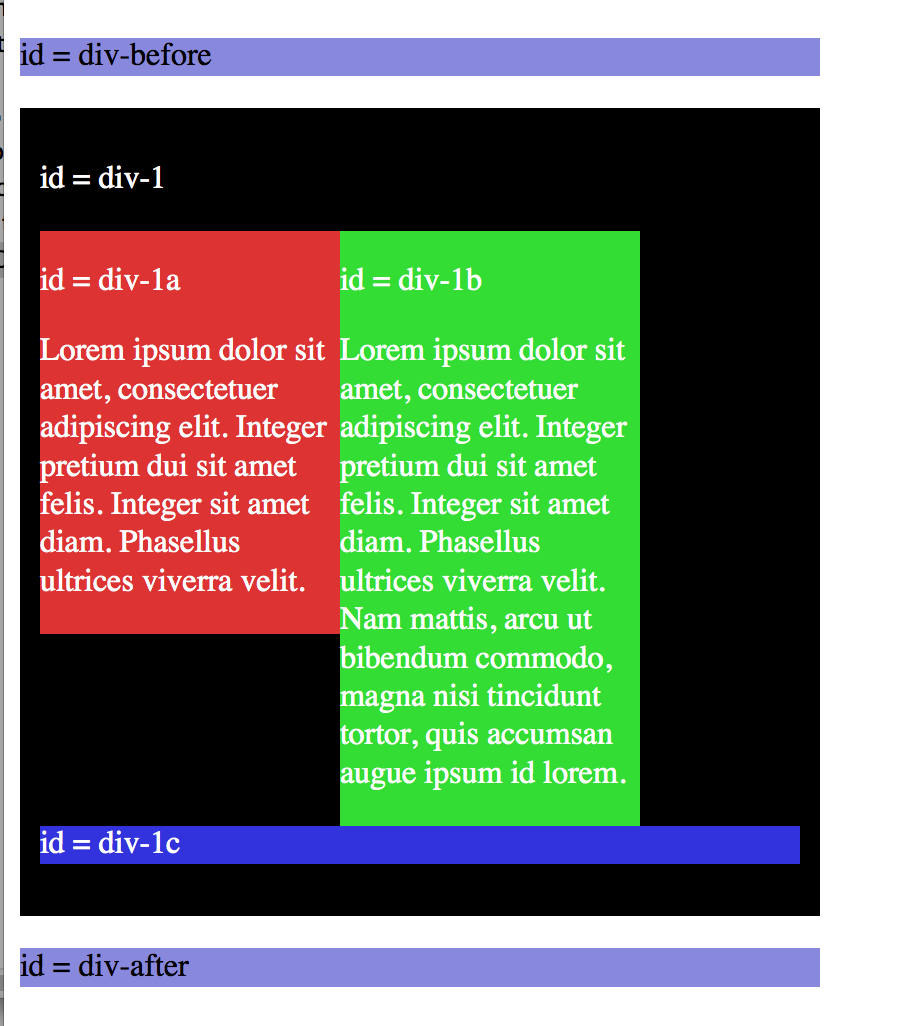 id = div-before
id = div-1
id = div-1a
Lorem ipsum dolor sit
amet, consectetuer
adipiscing elit. Integer
pretium dui sit amet
felis. Integer sit amet
diam. Phasellus
ultrices viverra velit.
id = div-1b
Lorem ipsum dolor sit
amet, consectetuer
adipiscing elit. Integer
pretium dui sit amet
felis. Integer sit amet
diam. Phasellus
ultrices viverra velit.
Nam mattis, arcu ut
bibendum commodo,
magna nisi tincidunt
tortor, quis accumsan
augue ipsum id lorem.
id = div-1c
id = div-after